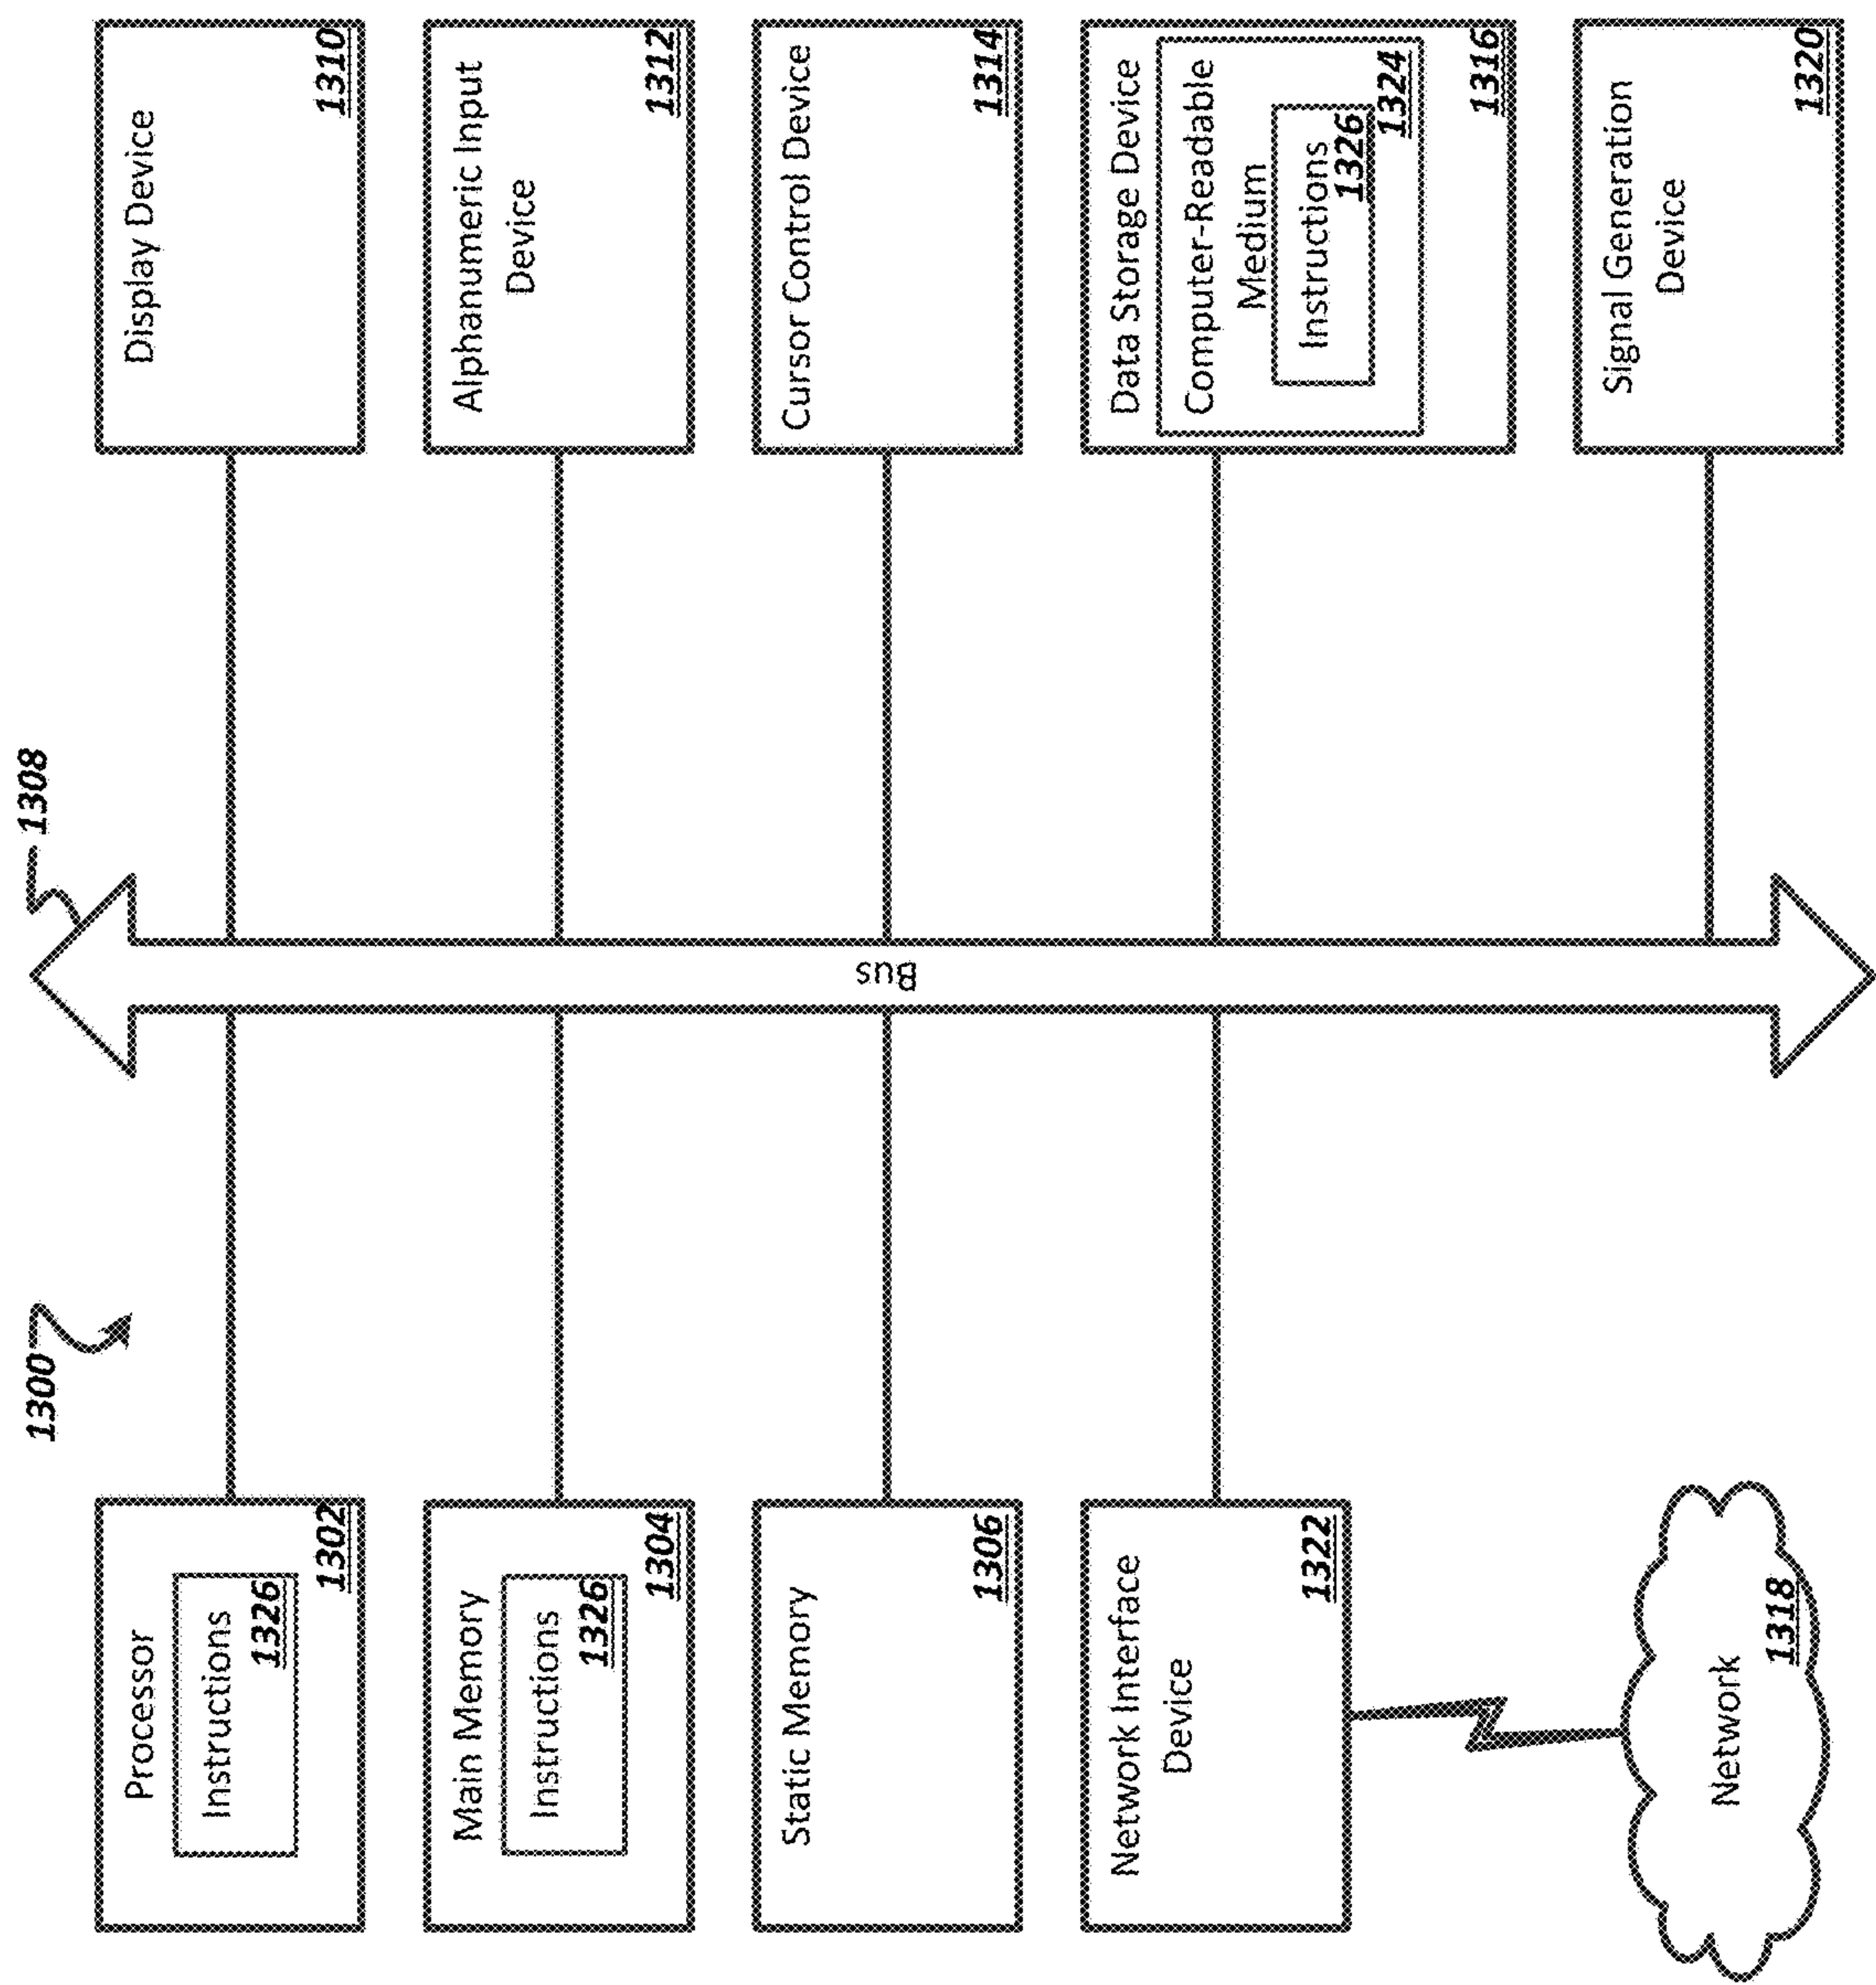 1300
1308
Processor
Instructions
1326
1302
Main Memory
Instructions
1326
1304
Static Memory
1306
Network Interface
Device
1322
Network
1318
Bus
Display Device
1310
Alphanumeric Input
Device
1312
Cursor Control Device
1314
Data Storage Device
Computer-Readable
Medium
Instructions
1326
1324
1316
Signal Generation
Device
1320